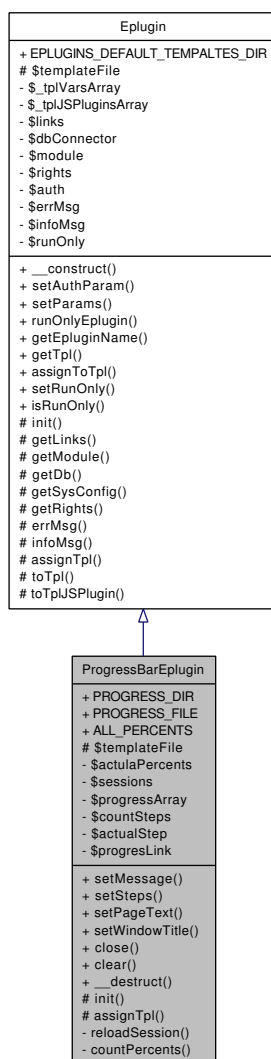 Eplugin
+ EPLUGINS_DEFAULT_TEMPALTES_DIR
# $templateFile
- $_tplVarsArray
- $_tplJSPluginsArray
- $links
- $dbConnector
- $module
- $rights
- $auth
- $errMsg
- $infoMsg
- $runOnly
+ __construct()
+ setAuthParam()
+ setParams()
+ runOnlyEplugin()
+ getEpluginName()
+ getTpl()
+ assignToTpl()
+ setRunOnly()
+ isRunOnly()
# init()
# getLinks()
# getModule()
# getDb()
# getSysConfig()
# getRights()
# errMsg()
# infoMsg()
# assignTpl()
# toTpl()
# toTplJSPlugin()
ProgressBarEplugin
+ PROGRESS_DIR
+ PROGRESS_FILE
+ ALL_PERCENTS
# $templateFile
- $actulaPercents
- $sessions
- $progressArray
- $countSteps
- $actualStep
- $progresLink
+ setMessage()
+ setSteps()
+ setPageText()
+ setWindowTitle()
+ close()
+ clear()
+ __destruct()
# init()
# assignTpl()
- reloadSession()
- countPercents()